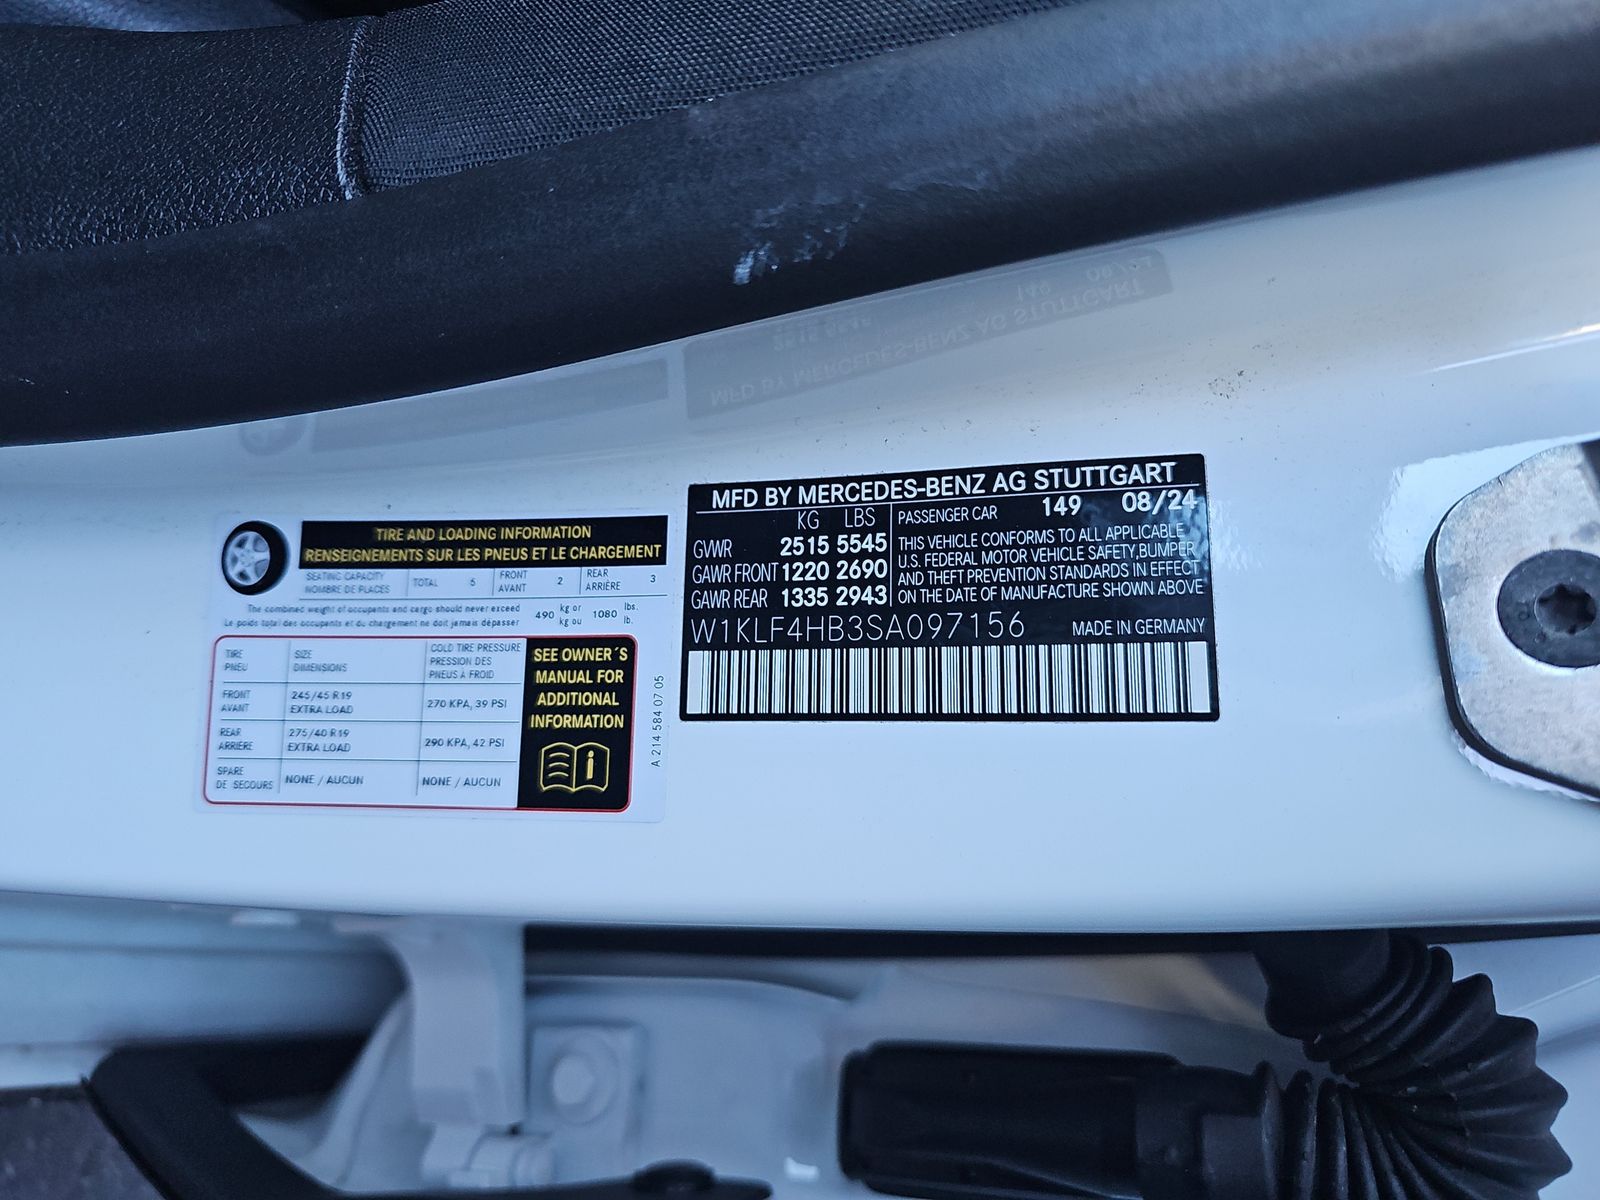 TIRE AND LOADING INFORMATION
RENSEIGNEMENTS SUR LES PNEUS ET LE CHARGEMENT
SEATING CAPACITY
NOMBRE DE PLACES
TOTAL 5
FRONT
AVANT
2
REAR
ARRIÈRE
3
The combined weight of occupants and cargo should never exceed
Le poids total des occupants et du chargement ne doit jamais dépasser
490 kg or
kg ou
1080 lbs.
lb.
TIRE
PNEU
SIZE
DIMENSIONS
COLD TIRE PRESSURE
PRESSION DES
PNEUS À FROID
FRONT
AVANT
245/45 R19
EXTRA LOAD
270 KPA, 39 PSI
REAR
ARRIÈRE
275/40 R19
EXTRA LOAD
290 KPA, 42 PSI
SPARE
DE SECOURS
NONE / AUCUN
NONE / AUCUN
SEE OWNER´S
MANUAL FOR
ADDITIONAL
INFORMATION
A 214 584 07 05
MFD BY MERCEDES-BENZ AG STUTTGART
KG LBS
GVWR 2515 5545
GAWR FRONT 1220 2690
GAWR REAR 1335 2943
PASSENGER CAR 149 08/24
THIS VEHICLE CONFORMS TO ALL APPLICABLE
U.S. FEDERAL MOTOR VEHICLE SAFETY,BUMPER
AND THEFT PREVENTION STANDARDS IN EFFECT
ON THE DATE OF MANUFACTURE SHOWN ABOVE
W1KLF4HB3SA097156 MADE IN GERMANY